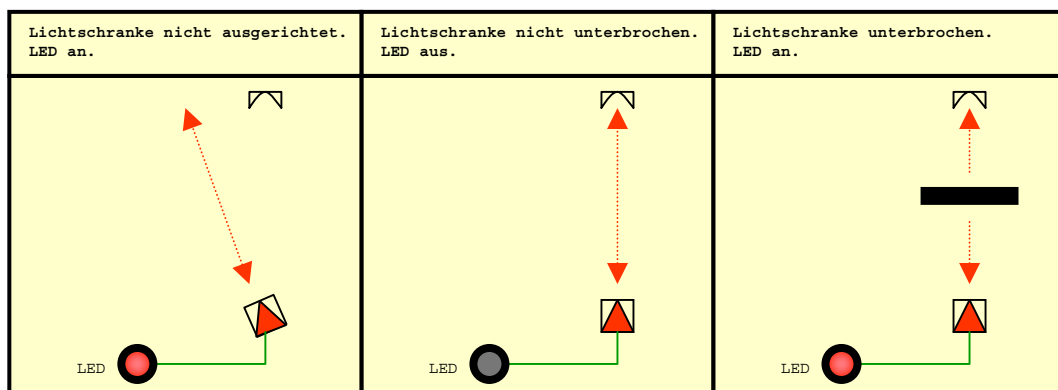 Lichtschranke nicht ausgerichtet.
LED an.
Lichtschranke nicht unterbrochen.
LED aus.
Lichtschranke unterbrochen.
LED an.
LED
LED
LED